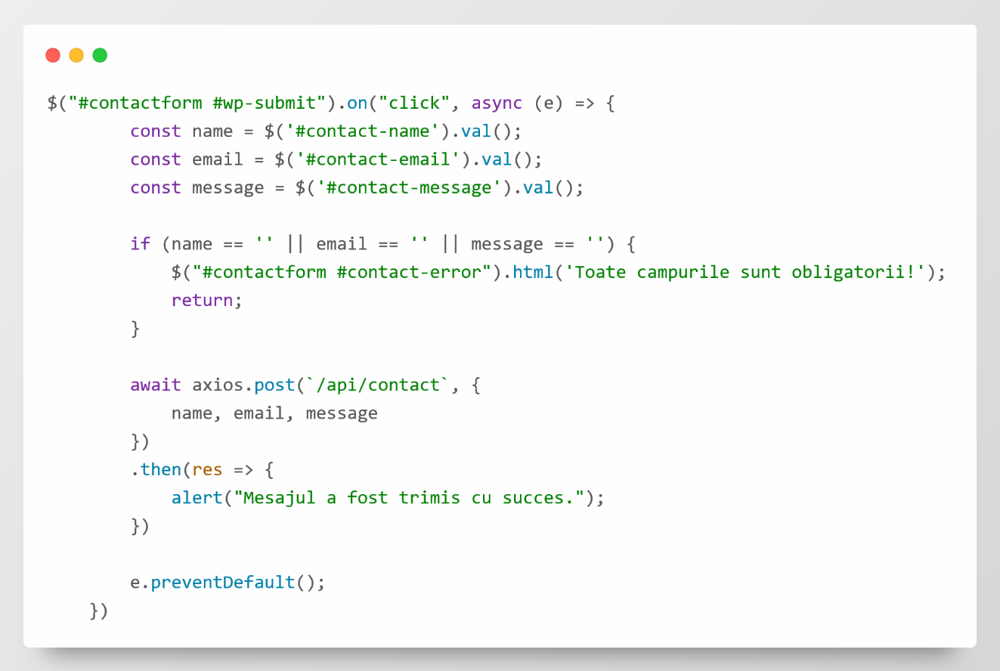 $("#contactform #wp-submit").on("click", async (e) => {
        const name = $('#contact-name').val();
        const email = $('#contact-email').val();
        const message = $('#contact-message').val();

        if (name == '' || email == '' || message == '') {
            $("#contactform #contact-error").html('Toate campurile sunt obligatorii!');
            return;
        }

        await axios.post(`/api/contact`, {
            name, email, message
        })
        .then(res => {
            alert("Mesajul a fost trimis cu succes.");
        })

        e.preventDefault();
    })